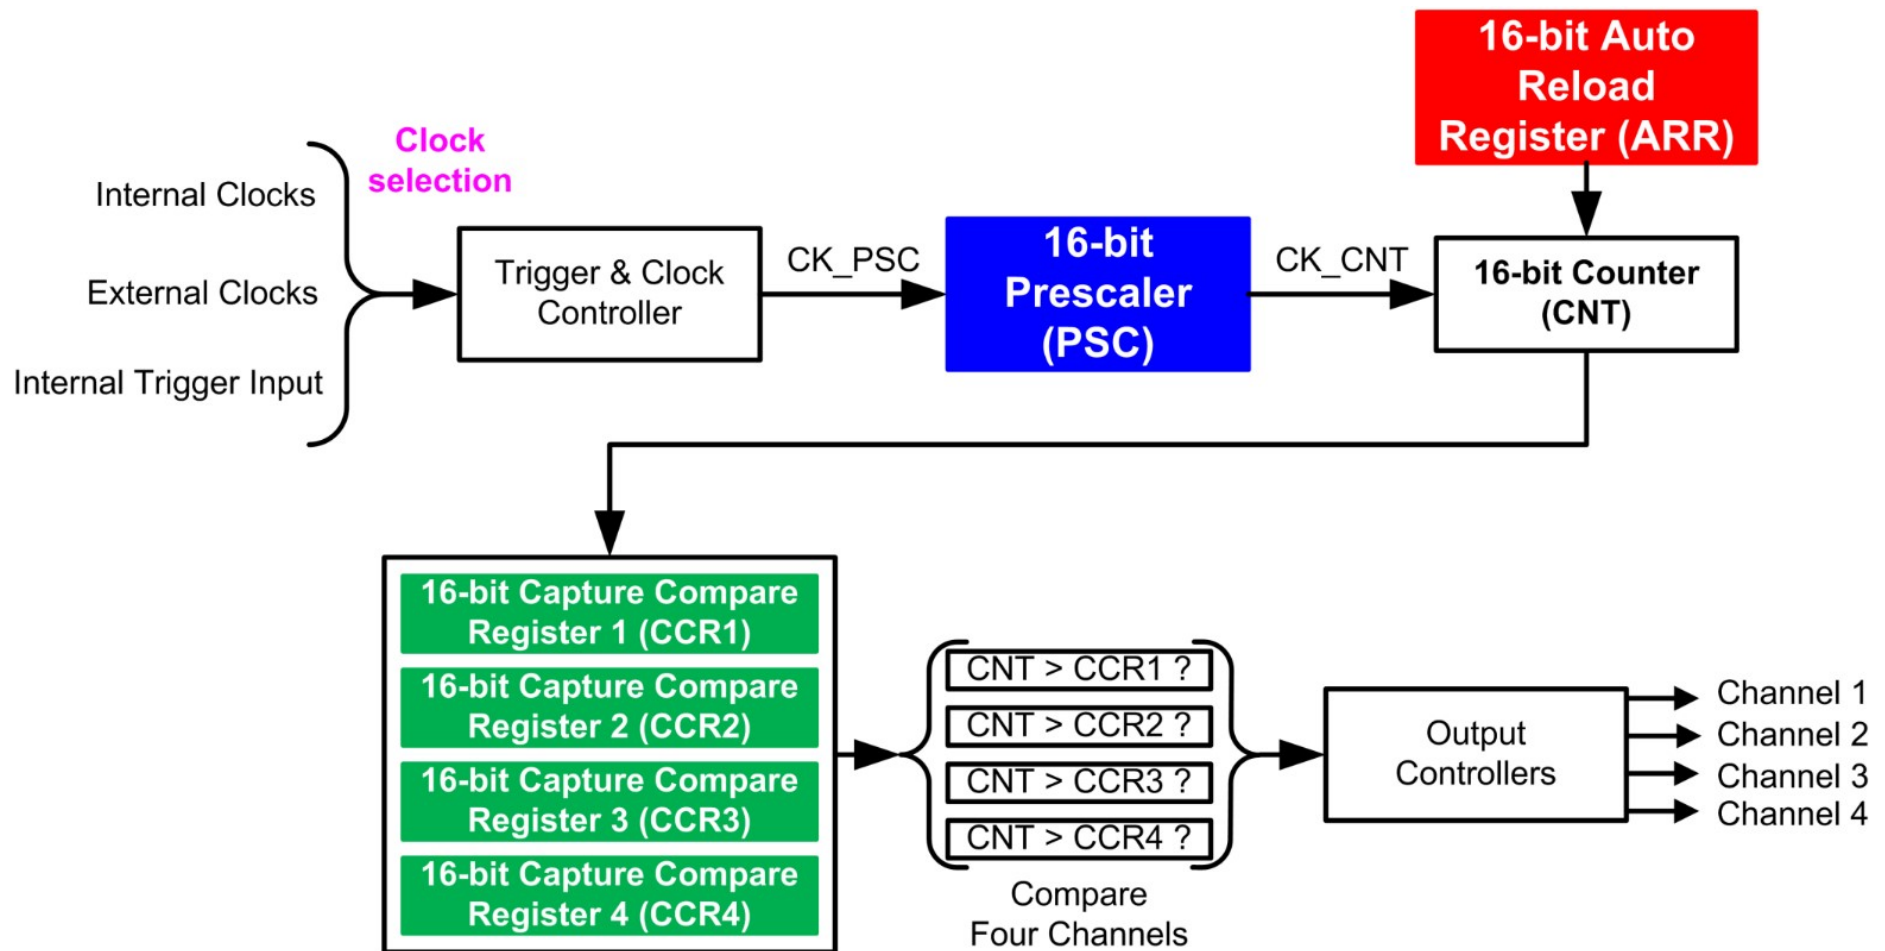 16-bit Auto
Reload
Register (ARR)
Clock
selection
Internal Clocks
External Clocks
Internal Trigger Input
Trigger & Clock
Controller
CK_PSC
16-bit
Prescaler
(PSC)
CK_CNT
16-bit Counter
(CNT)
16-bit Capture Compare
Register 1 (CCR1)
16-bit Capture Compare
Register 2 (CCR2)
16-bit Capture Compare
Register 3 (CCR3)
16-bit Capture Compare
Register 4 (CCR4)
CNT > CCR1 ?
CNT > CCR2 ?
CNT > CCR3 ?
CNT > CCR4 ?
Compare
Four Channels
Output
Controllers
Channel 1
Channel 2
Channel 3
Channel 4